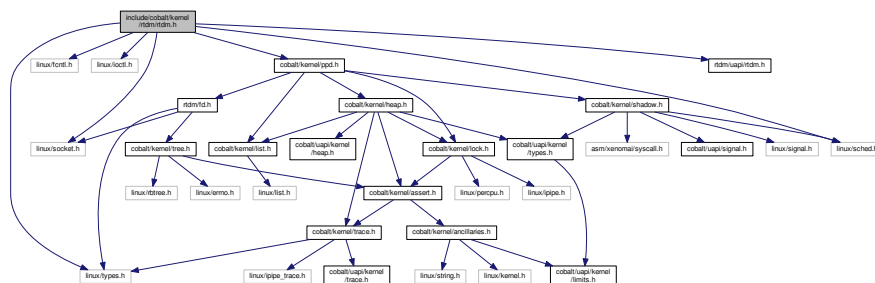 include/cobalt/kernel
/rtdm/rtdm.h
linux/fcntl.h
linux/ioctl.h
cobalt/kernel/ppd.h
rtdm/uapi/rtdm.h
rtdm/fd.h
cobalt/kernel/heap.h
cobalt/kernel/shadow.h
linux/socket.h
cobalt/kernel/tree.h
cobalt/kernel/list.h
cobalt/uapi/kernel
/heap.h
cobalt/kernel/lock.h
cobalt/uapi/kernel
/types.h
asm/xenomai/syscall.h
cobalt/uapi/signal.h
linux/signal.h
linux/sched.h
linux/rbtree.h
linux/errno.h
linux/list.h
cobalt/kernel/assert.h
linux/percpu.h
linux/ipipe.h
cobalt/kernel/trace.h
cobalt/kernel/ancillaries.h
linux/types.h
linux/ipipe_trace.h
cobalt/uapi/kernel
/trace.h
linux/string.h
linux/kernel.h
cobalt/uapi/kernel
/limits.h